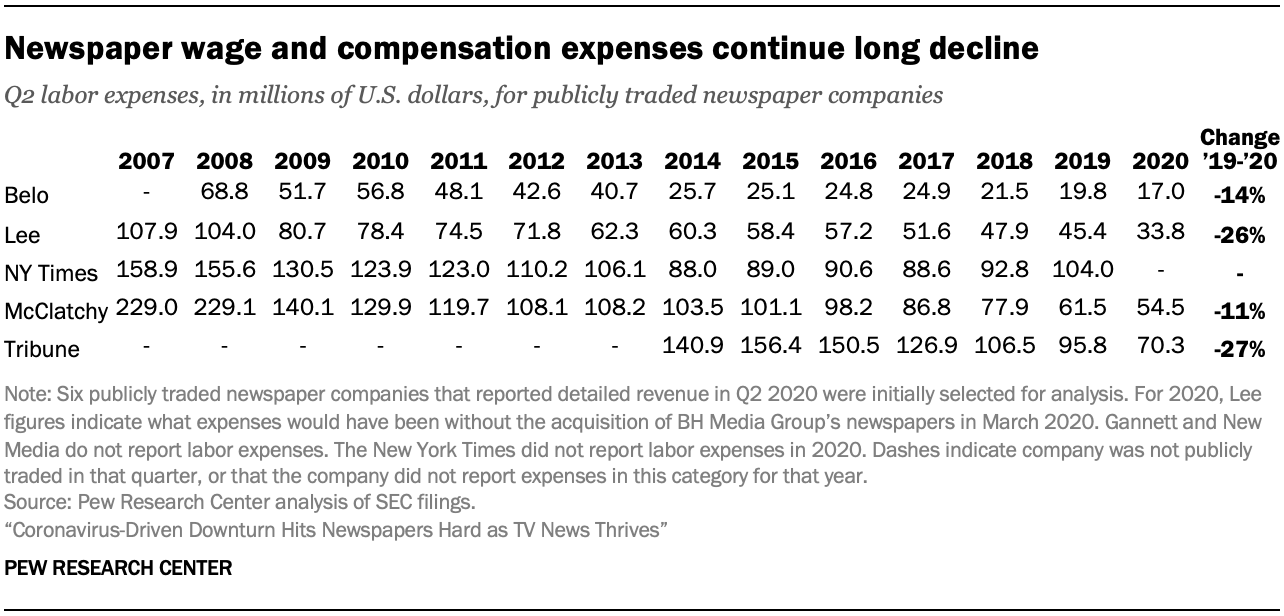 Newspaper wage and compensation expenses continue long decline
Q2 labor expenses, in millions of U.S. dollars, for publicly traded newspaper companies
Change
2007 2008 2009 2010 2011 2012 2013 2014 2015 2016 2017 2018 2019 2020 ’19-’20
Belo - 68.8 51.7 56.8 48.1 42.6 40.7 25.7 25.1 24.8 24.9 21.5 19.8 17.0 -14%
Lee 107.9 104.0 80.7 78.4 74.5 71.8 62.3 60.3 58.4 57.2 51.6 47.9 45.4 33.8 -26%
NY Times 158.9 155.6 130.5 123.9 123.0 110.2 106.1 88.0 89.0 90.6 88.6 92.8 104.0 - -
McClatchy 229.0 229.1 140.1 129.9 119.7 108.1 108.2 103.5 101.1 98.2 86.8 77.9 61.5 54.5 -11%
Tribune - - - - - - - 140.9 156.4 150.5 126.9 106.5 95.8 70.3 -27%
Note: Six publicly traded newspaper companies that reported detailed revenue in Q2 2020 were initially selected for analysis. For 2020, Lee
figures indicate what expenses would have been without the acquisition of BH Media Group’s newspapers in March 2020. Gannett and New
Media do not report labor expenses. The New York Times did not report labor expenses in 2020. Dashes indicate company was not publicly
traded in that quarter, or that the company did not report expenses in this category for that year.
Source: Pew Research Center analysis of SEC filings.
“Coronavirus-Driven Downturn Hits Newspapers Hard as TV News Thrives”
PEW RESEARCH CENTER